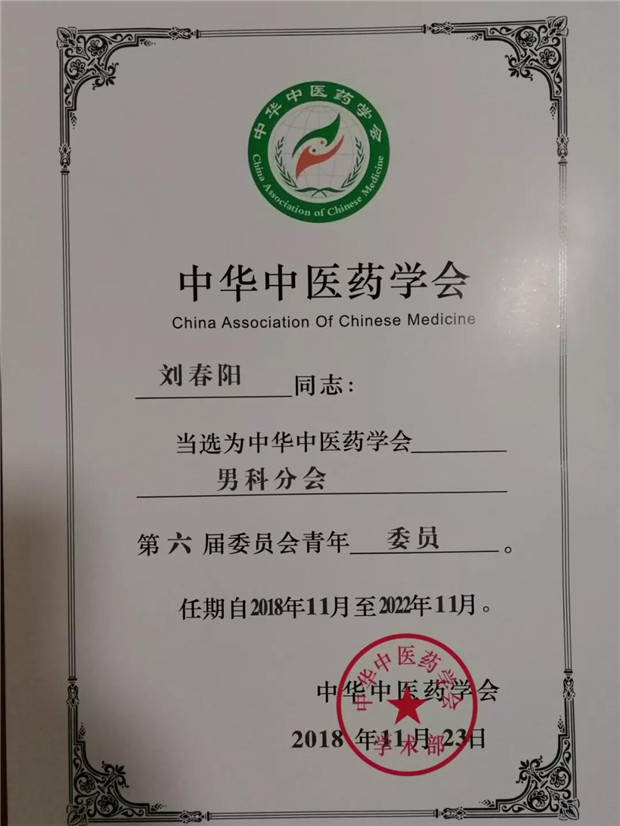 中华中医药学会
China Association of Chinese Medicine
中华中医药学会
China Association Of Chinese Medicine
刘春阳 同志：
当选为中华中医药学会
男科分会
第六届委员会青年 委员 。
任期自2018年11月至2022年11月。
中华中医药学会
2018 年11月23日
中华中医药学会
学术部